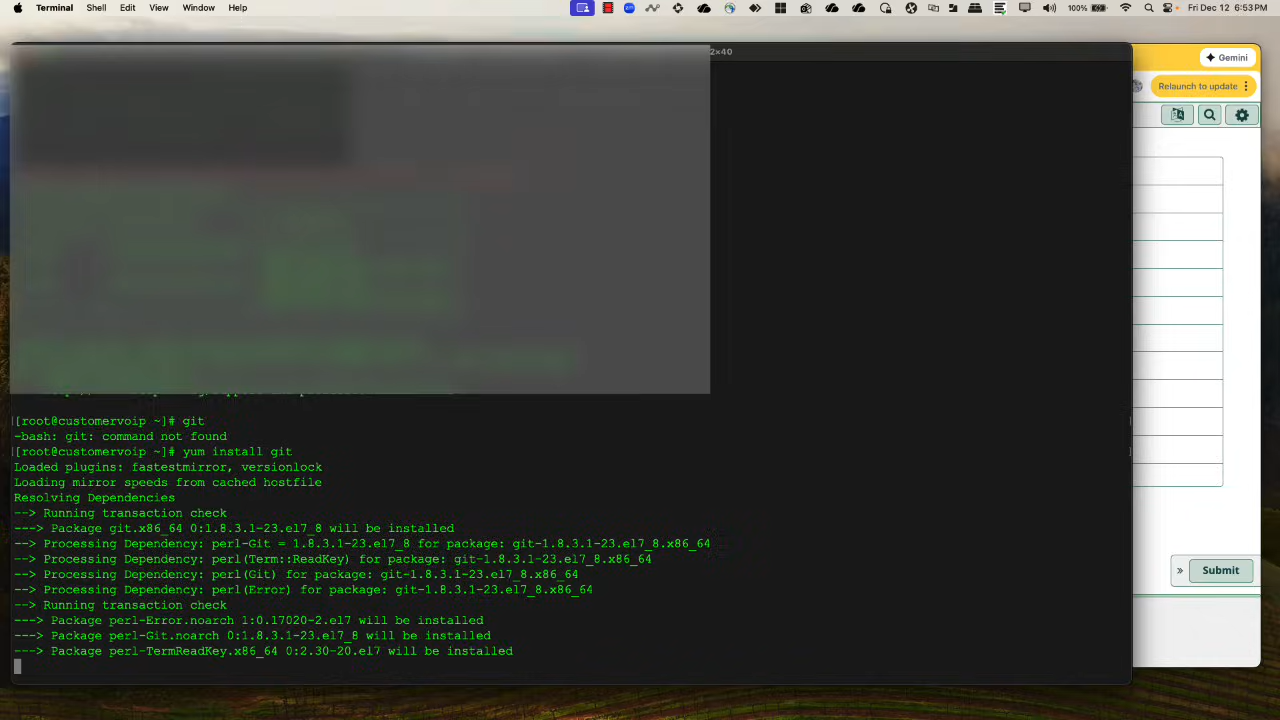 Terminal Shell Edit View Window Help
100%
Fri Dec 12 6:53 PM
2×40
Gemini
Relaunch to update
[root@customervoip ~]# git
-bash: git: command not found
[root@customervoip ~]# yum install git
Loaded plugins: fastestmirror, versionlock
Loading mirror speeds from cached hostfile
Resolving Dependencies
--> Running transaction check
---> Package git.x86_64 0:1.8.3.1-23.el7_8 will be installed
--> Processing Dependency: perl-Git = 1.8.3.1-23.el7_8 for package: git-1.8.3.1-23.el7_8.x86_64
--> Processing Dependency: perl(Term::ReadKey) for package: git-1.8.3.1-23.el7_8.x86_64
--> Processing Dependency: perl(Git) for package: git-1.8.3.1-23.el7_8.x86_64
--> Processing Dependency: perl(Error) for package: git-1.8.3.1-23.el7_8.x86_64
--> Running transaction check
---> Package perl-Error.noarch 1:0.17020-2.el7 will be installed
---> Package perl-Git.noarch 0:1.8.3.1-23.el7_8 will be installed
---> Package perl-TermReadKey.x86_64 0:2.30-20.el7 will be installed
» Submit